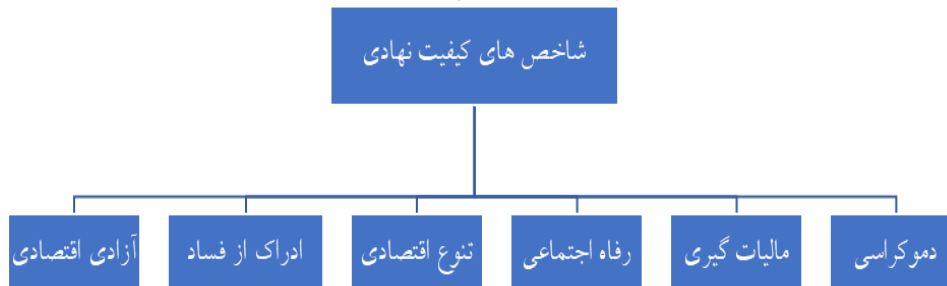 شاخص های کیفیت نهادی
دموکراسی
مالیات گیری
رفاه اجتماعی
تنوع اقتصادی
ادراک از فساد
آزادی اقتصادی